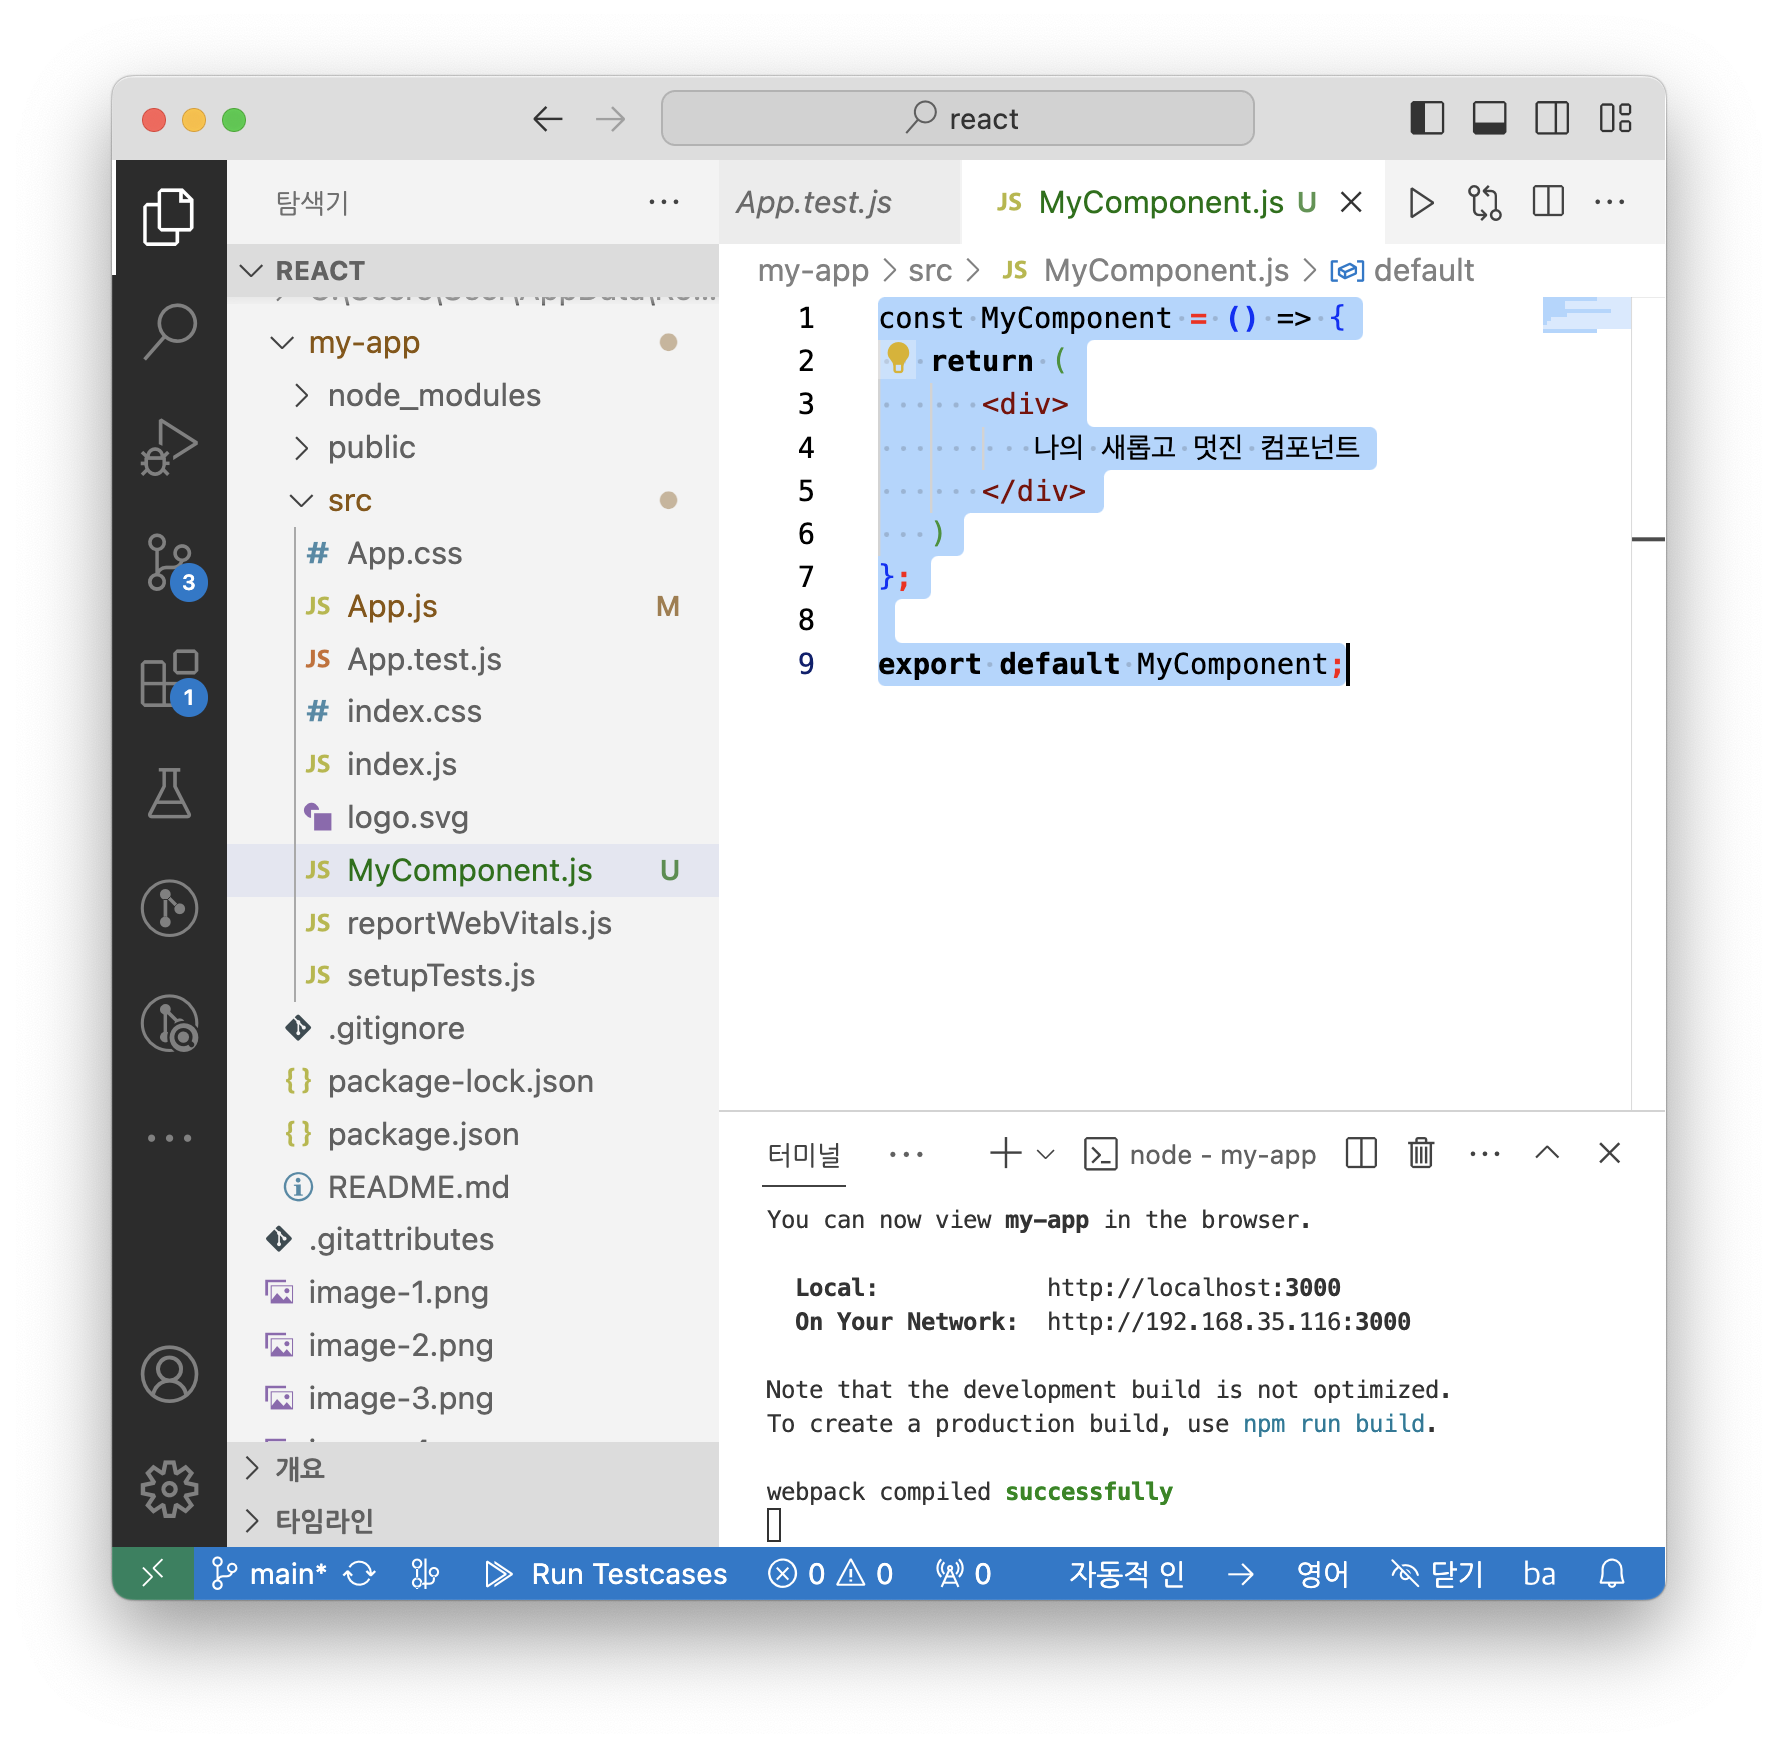 react
탐색기
REACT
my-app
node_modules
public
src
# App.css
JS App.js M
JS App.test.js
# index.css
JS index.js
logo.svg
JS MyComponent.js U
JS reportWebVitals.js
JS setupTests.js
.gitignore
{} package-lock.json
{} package.json
README.md
.gitattributes
image-1.png
image-2.png
image-3.png
개요
타임라인
3
1
App.test.js
JS MyComponent.js U
my-app > src > JS MyComponent.js > default
1 const MyComponent = () => {
2 return (
3 <div>
4 나의 새롭고 멋진 컴포넌트
5 </div>
6 )
7 };
8
9 export default MyComponent;
터미널
node - my-app
You can now view my-app in the browser.
Local: http://localhost:3000
On Your Network: http://192.168.35.116:3000
Note that the development build is not optimized.
To create a production build, use npm run build.
webpack compiled successfully
main* Run Testcases 0 0 0 자동적 인 → 영어 닫기 ba